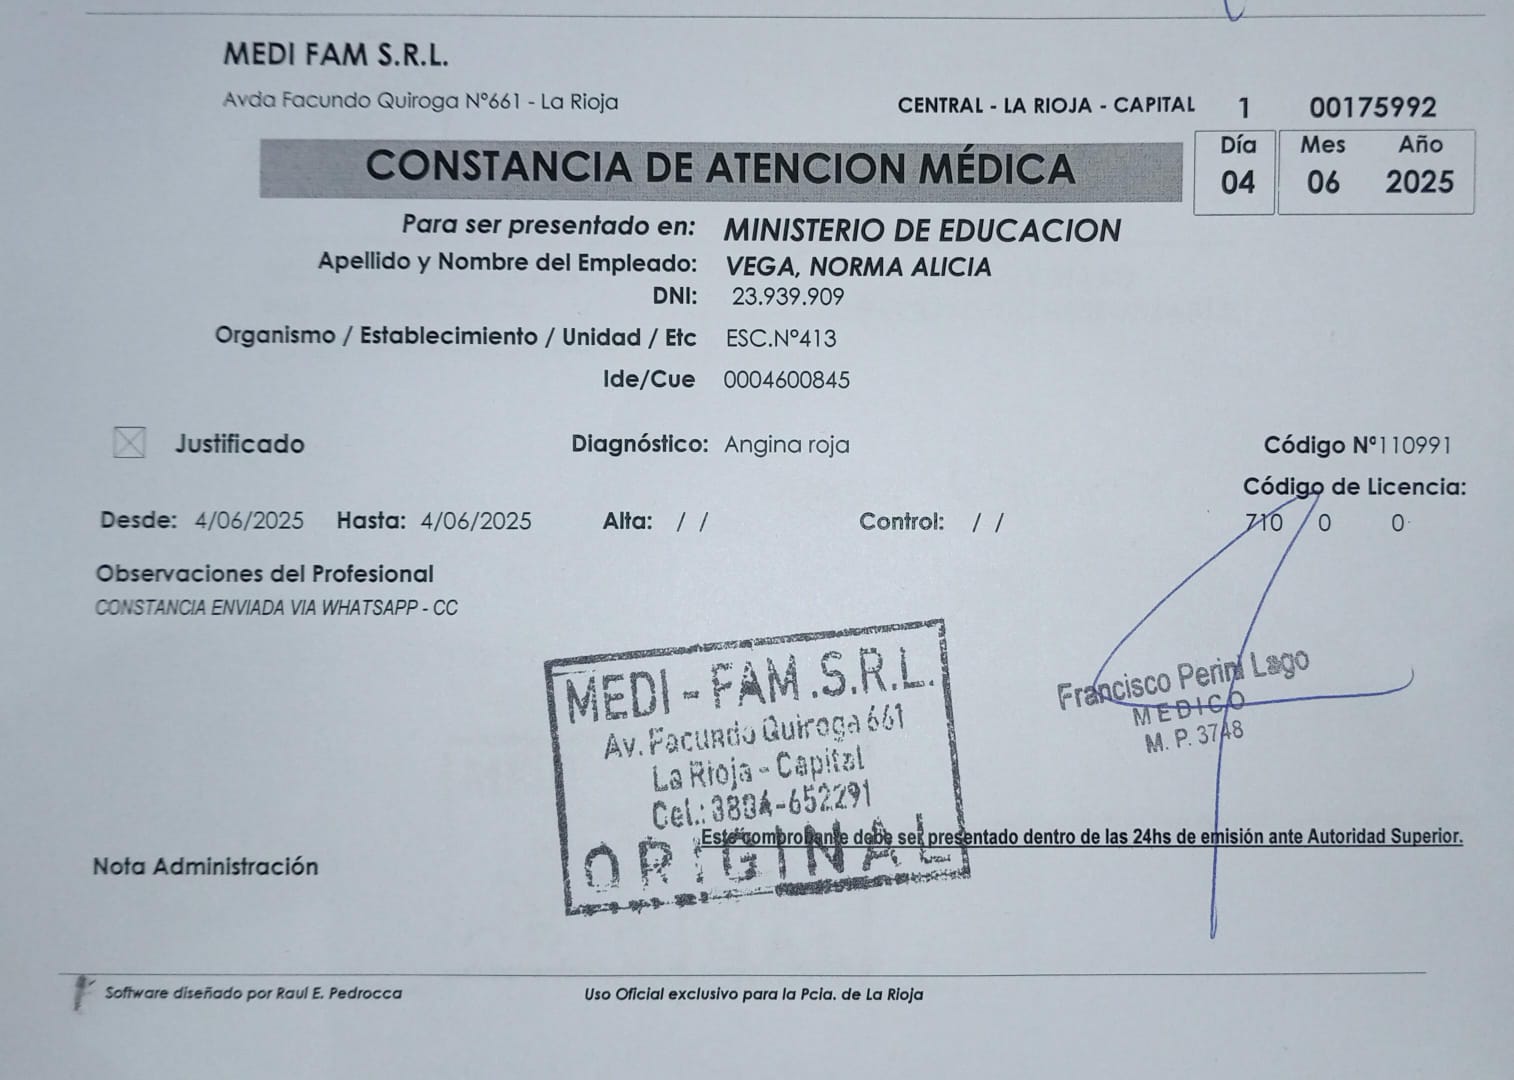 MEDI FAM S.R.L.
Avda Facundo Quiroga Nº661 - La Rioja
CENTRAL - LA RIOJA - CAPITAL 1 00175992
CONSTANCIA DE ATENCION MÉDICA
Día Mes Año
04 06 2025
Para ser presentado en: MINISTERIO DE EDUCACION
Apellido y Nombre del Empleado: VEGA, NORMA ALICIA
DNI: 23.939.909
Organismo / Establecimiento / Unidad / Etc ESC.Nº413
Ide/Cue 0004600845
Justificado Diagnóstico: Angina roja Código Nº110991
Código de Licencia:
Desde: 4/06/2025 Hasta: 4/06/2025 Alta: / / Control: / / 710 0 0
Observaciones del Profesional
CONSTANCIA ENVIADA VIA WHATSAPP - CC
MEDI - FAM.S.R.L.
Av. Facundo Quiroga 661
La Rioja - Capital
Cel.: 3804-652291
ORIGINAL
Francisco Perini Lago
MEDICO
M. P. 3748
Este comprobante debe ser presentado dentro de las 24hs de emisión ante Autoridad Superior.
Nota Administración
Software diseñado por Raul E. Pedrocca Uso Oficial exclusivo para la Pcia. de La Rioja